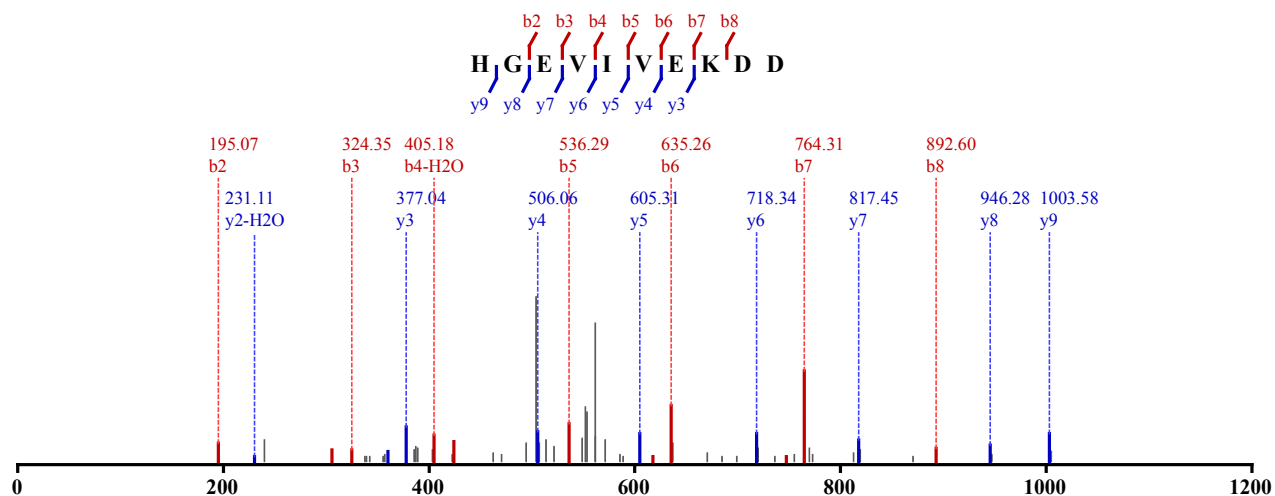 b2 b3 b4 b5 b6 b7 b8
H G E V I V E K D D
y9 y8 y7 y6 y5 y4 y3
195.07 324.35 405.18 536.29 635.26 764.31 892.60
b2 b3 b4-H2O b5 b6 b7 b8
231.11 377.04 506.06 605.31 718.34 817.45 946.28 1003.58
y2-H2O y3 y4 y5 y6 y7 y8 y9
0 200 400 600 800 1000 1200